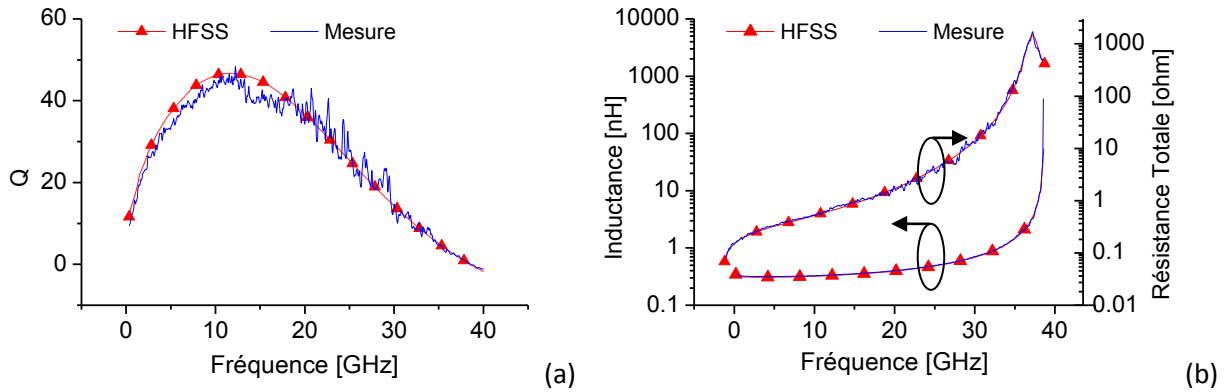 60
40
20
0
Q
HFSS
Mesure
0
10
20
30
40
Fréquence [GHz]
(a)
10000
1000
100
10
1
0.1
Inductance [nH]
HFSS
Mesure
1000
100
10
1
0.1
0.01
Résistance Totale [ohm]
0
10
20
30
40
Fréquence [GHz]
(b)